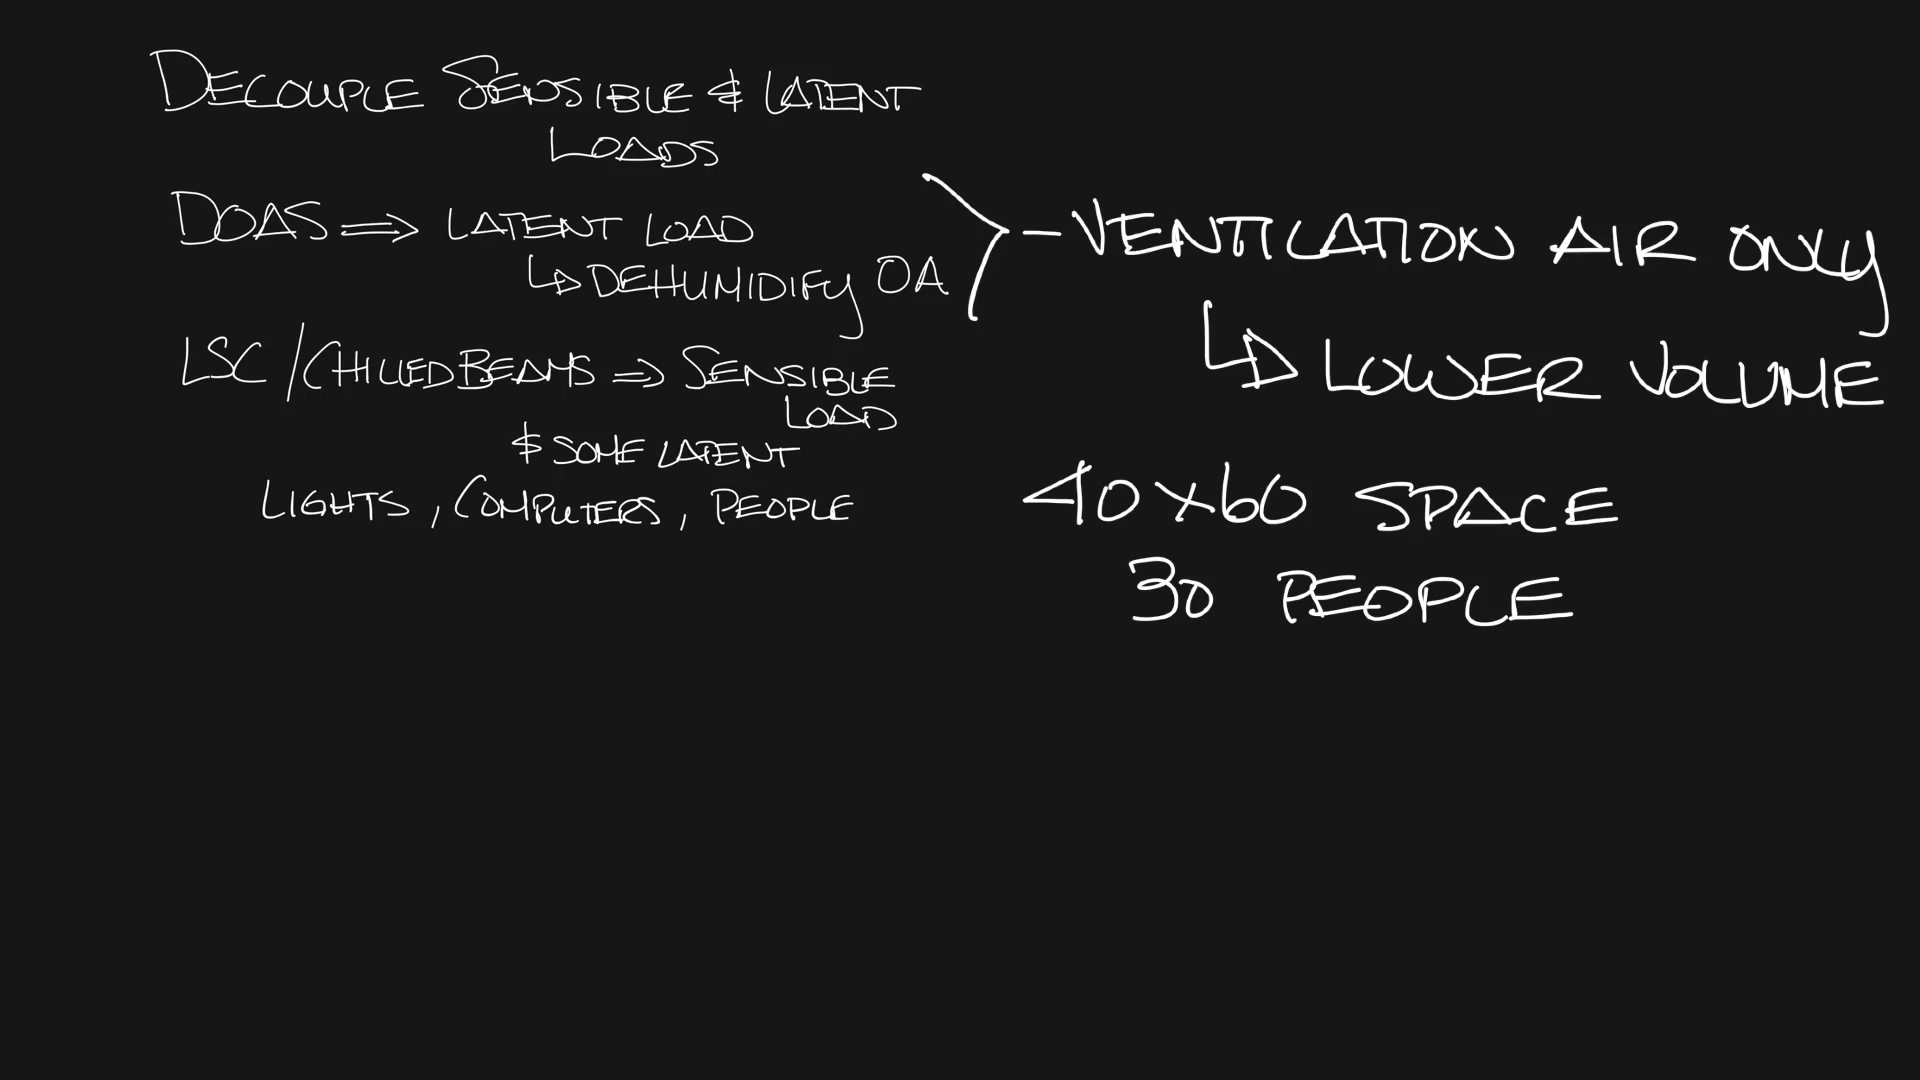 DECOUPLE SENSIBLE & LATENT
LOADS
DOAS => LATENT LOAD
↳ DEHUMIDIFY OA
LSC / CHILLED BEAMS => SENSIBLE
LOAD
& SOME LATENT
LIGHTS, COMPUTERS, PEOPLE
- VENTILATION AIR ONLY
↳ LOWER VOLUME
40x60 SPACE
30 PEOPLE